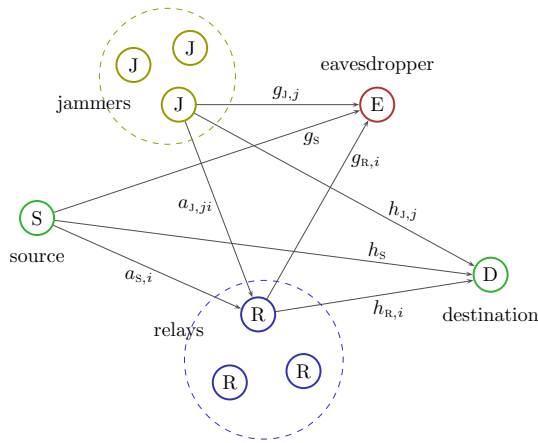 J
J
eavesdropper
jammers
J
g_{J,j}
E
g_S
g_{R,i}
a_{J,ji}
h_{J,j}
S
source
h_S
a_{S,i}
D
h_{R,i}
destination
relays
R
R
R